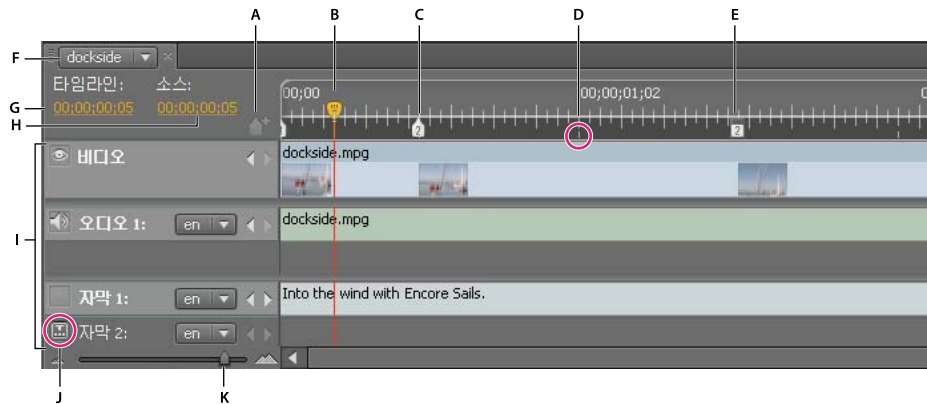 A B C D E
F dockside
타임라인: 소스:
00;00 00;00;01;02 0
G 00;00;00;05 00;00;00;05
H
2 2
비디오 dockside.mpg
오디오 1: en dockside.mpg
I
자막 1: en Into the wind with Encore Sails.
자막 2: en
J K